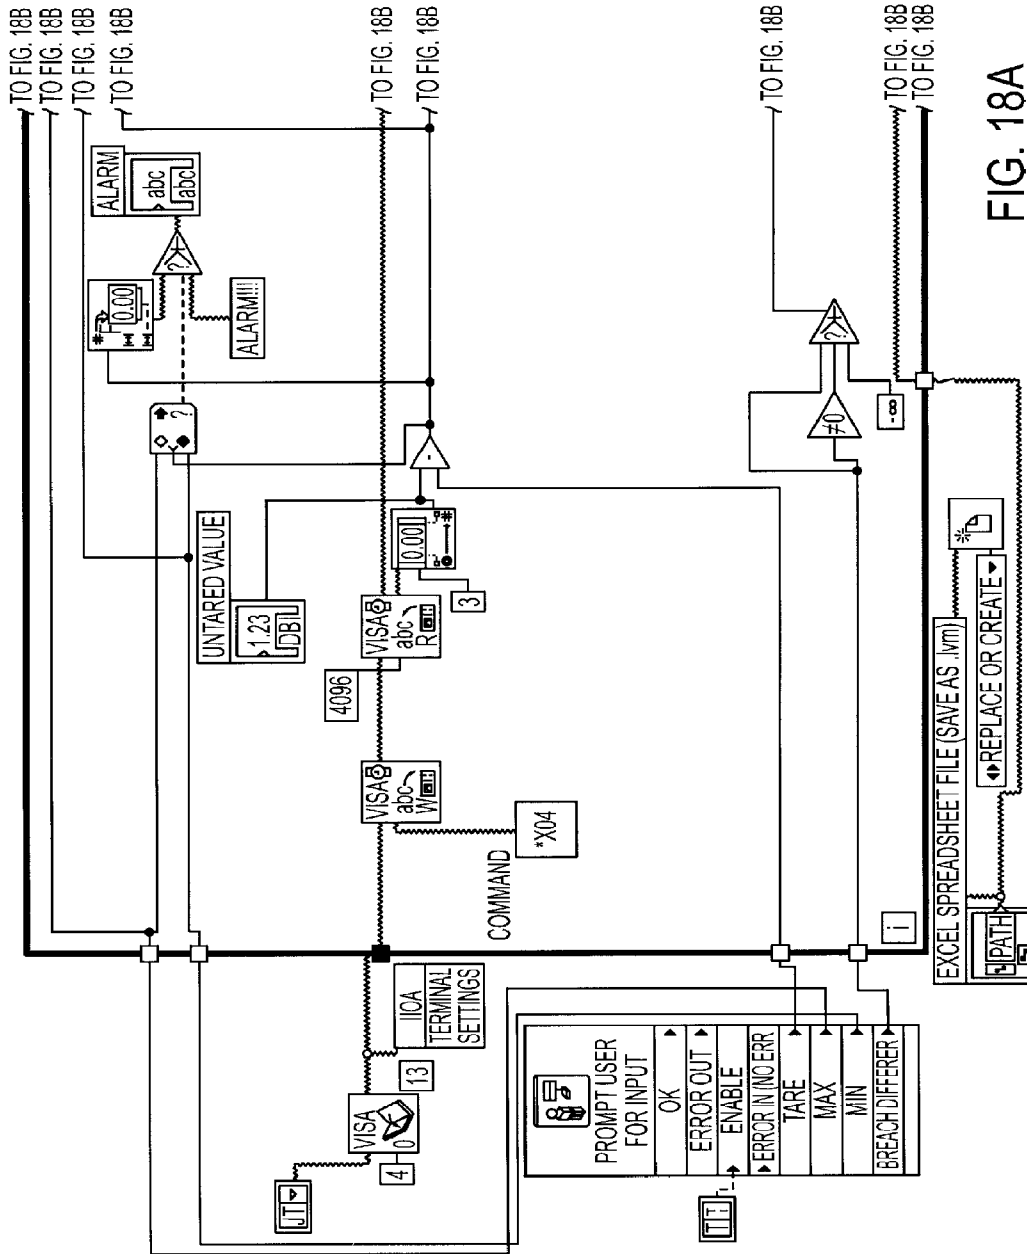 TO FIG. 18B
TO FIG. 18B
TO FIG. 18B
TO FIG. 18B
TO FIG. 18B
TO FIG. 18B
TO FIG. 18B
TO FIG. 18B
TO FIG. 18B
ALARM
abc
abc
?
#
0.00
ALARM!!!
?
UNTARED VALUE
1.23
DBL
0.00
#
3
4096
VISA
abc
R
VISA
abc
W
COMMAND
*X04
-
?
≠0
-∞
i
IIOA
TERMINAL
SETTINGS
13
VISA
0
4
PROMPT USER
FOR INPUT
OK
ERROR OUT
ENABLE
ERROR IN (NO ERR
TARE
MAX
MIN
BREACH DIFFERER
EXCEL SPREADSHEET FILE (SAVE AS .lvm)
REPLACE OR CREATE
PATH
FIG. 18A